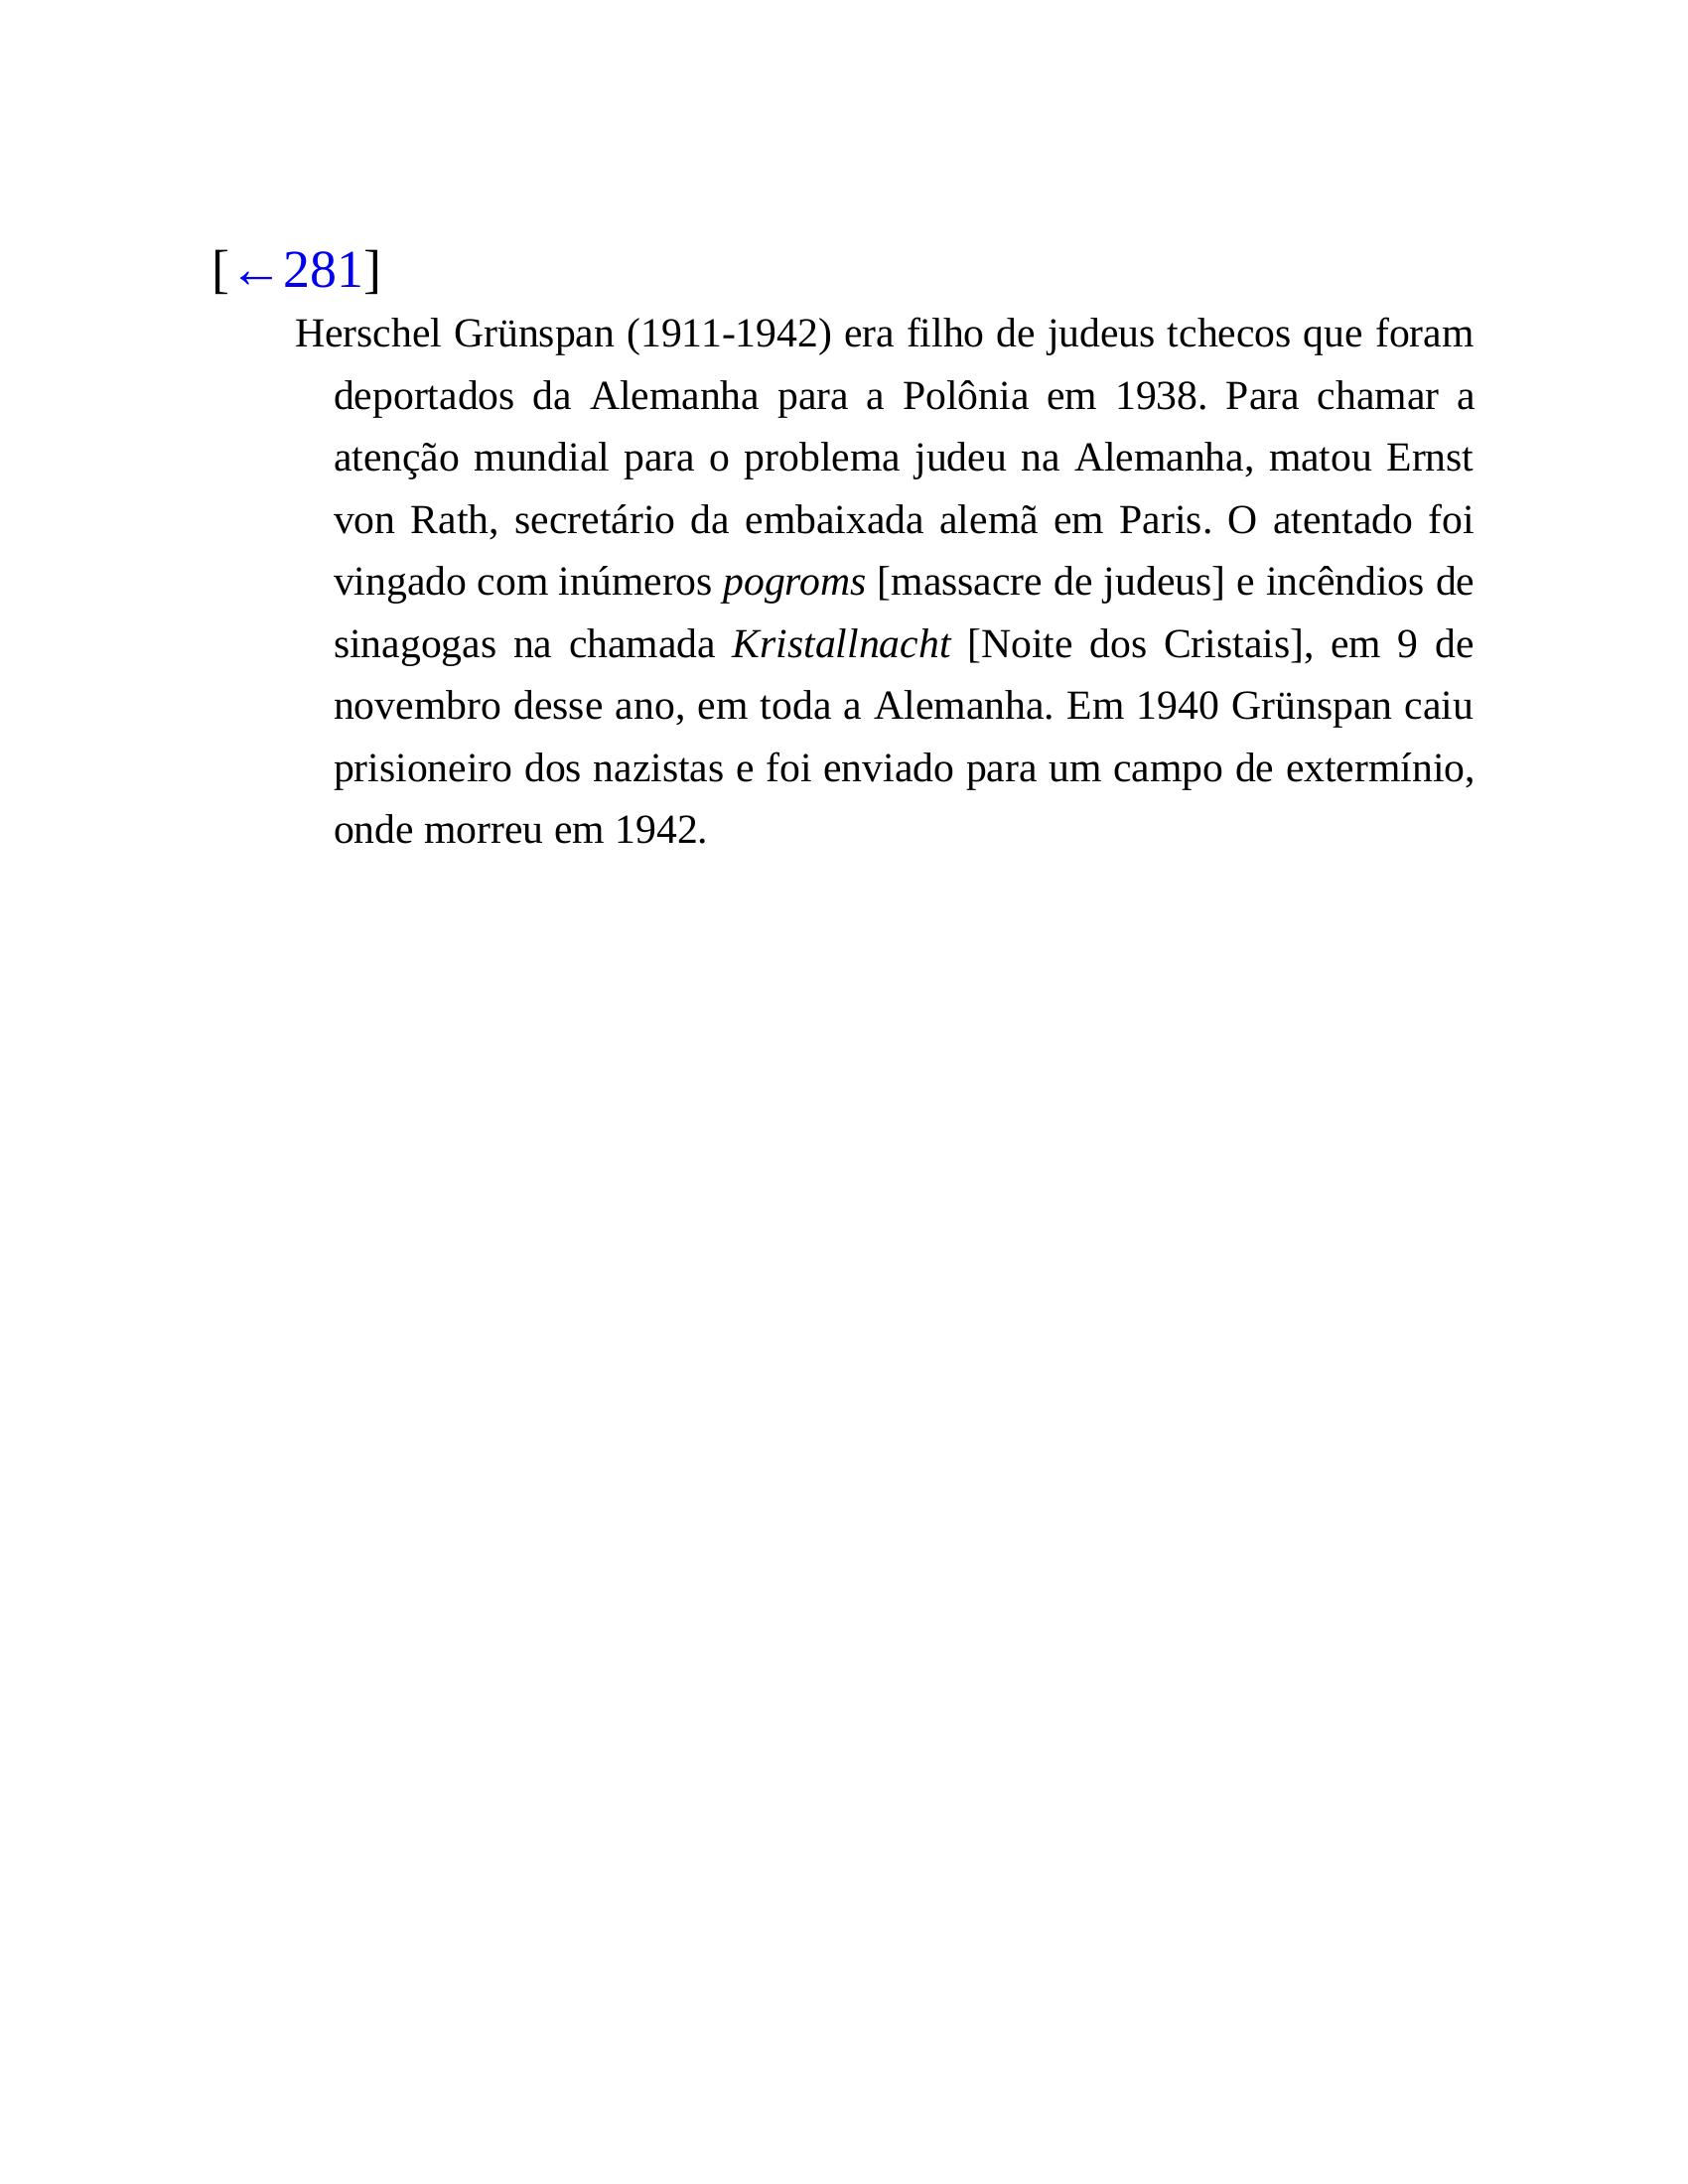 [←281]
Herschel Grünspan (1911-1942) era filho de judeus tchecos que foram
deportados da Alemanha para a Polônia em 1938. Para chamar a
atenção mundial para o problema judeu na Alemanha, matou Ernst
von Rath, secretário da embaixada alemã em Paris. O atentado foi
vingado com inúmeros pogroms [massacre de judeus] e incêndios de
sinagogas na chamada Kristallnacht [Noite dos Cristais], em 9 de
novembro desse ano, em toda a Alemanha. Em 1940 Grünspan caiu
prisioneiro dos nazistas e foi enviado para um campo de extermínio,
onde morreu em 1942.